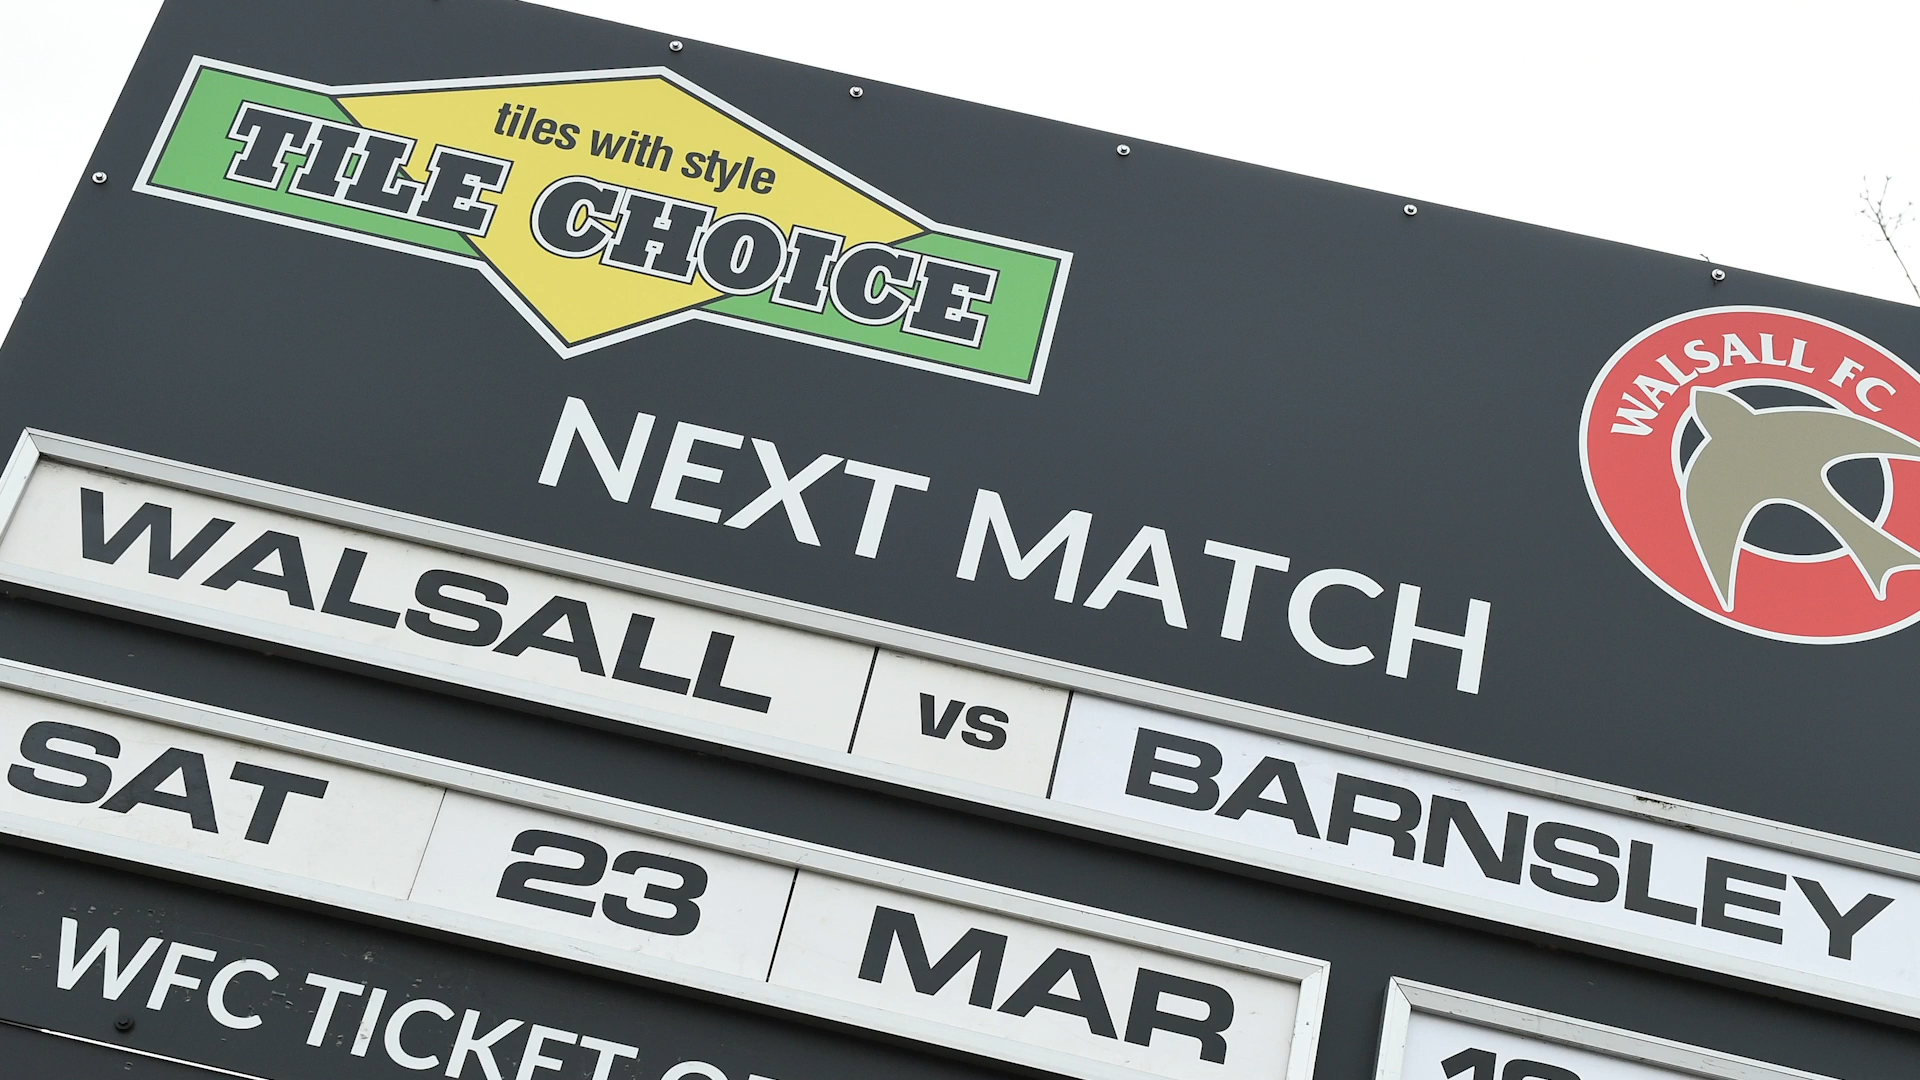 tiles with style
TILE CHOICE
WALSALL FC
NEXT MATCH
WALSALL vs BARNSLEY
SAT 23 MAR
WFC TICKET